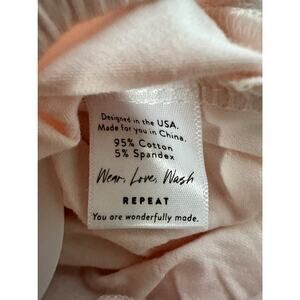 Designed in the USA.
Made for you in China.
95% Cotton
5% Spandex
Wear, Love, Wash
REPEAT
You are wonderfully made.